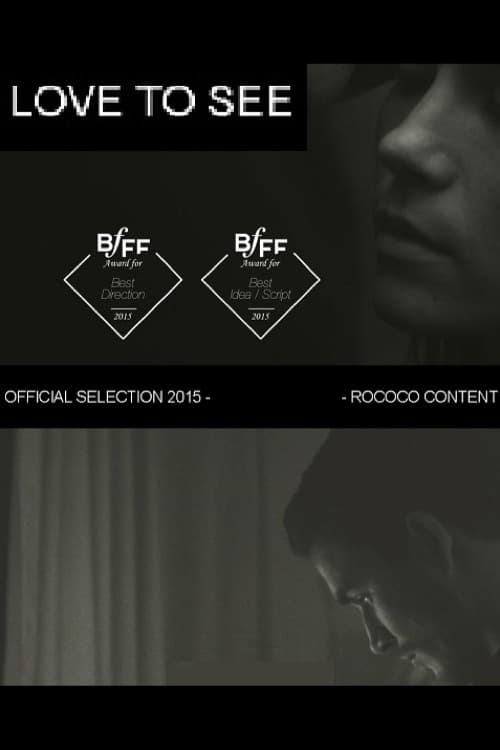 LOVE TO SEE
BfFF
Award for
Best
Direction
2015
BfFF
Award for
Best
Idea / Script
2015
OFFICIAL SELECTION 2015 -
- ROCOCO CONTENT